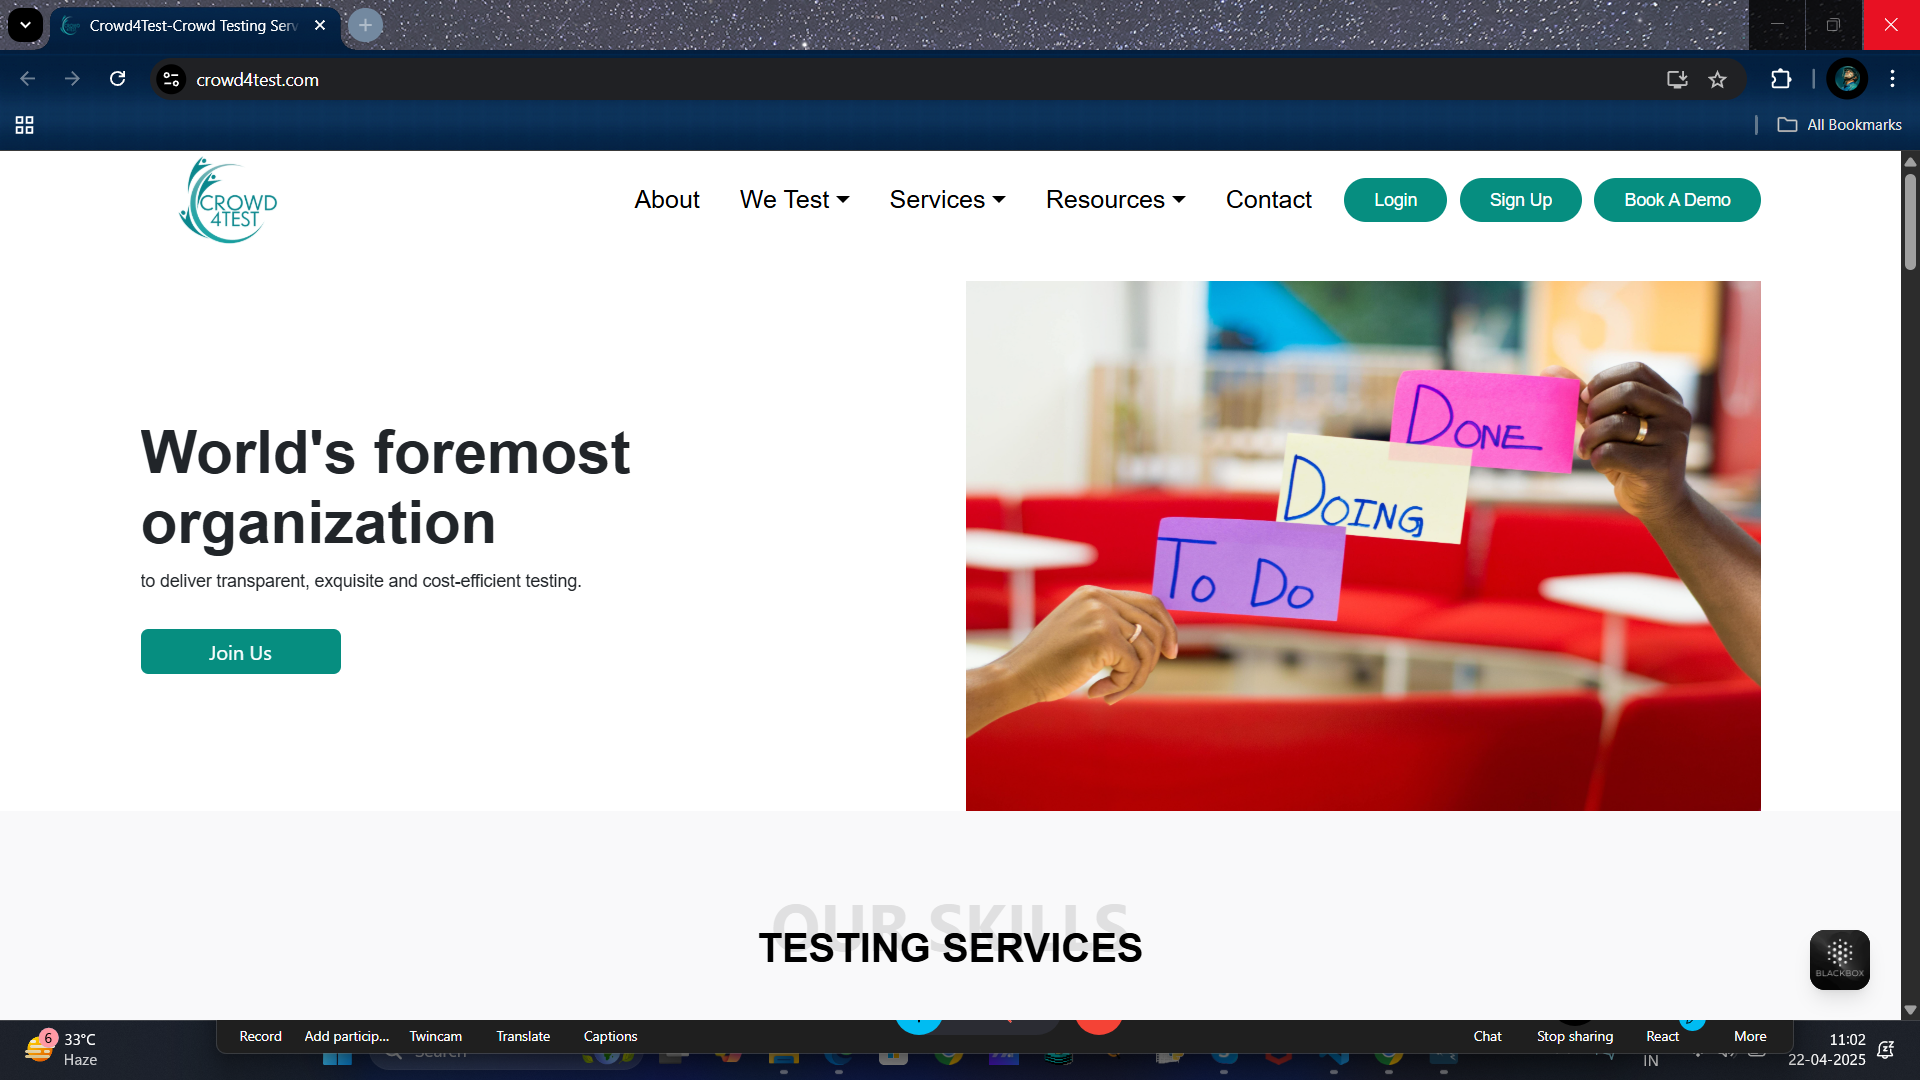 Crowd4Test-Crowd Testing Serv
crowd4test.com
All Bookmarks
CROWD
4TEST
About
We Test
Services
Resources
Contact
Login
Sign Up
Book A Demo
World's foremost
organization
to deliver transparent, exquisite and cost-efficient testing.
Join Us
DONE
DOING
TO DO
OUR SKILLS
TESTING SERVICES
BLACKBOX
6
33°C
Haze
Record
Add particip...
Twincam
Translate
Captions
Search
Chat
Stop sharing
React
More
IN
11:02
22-04-2025